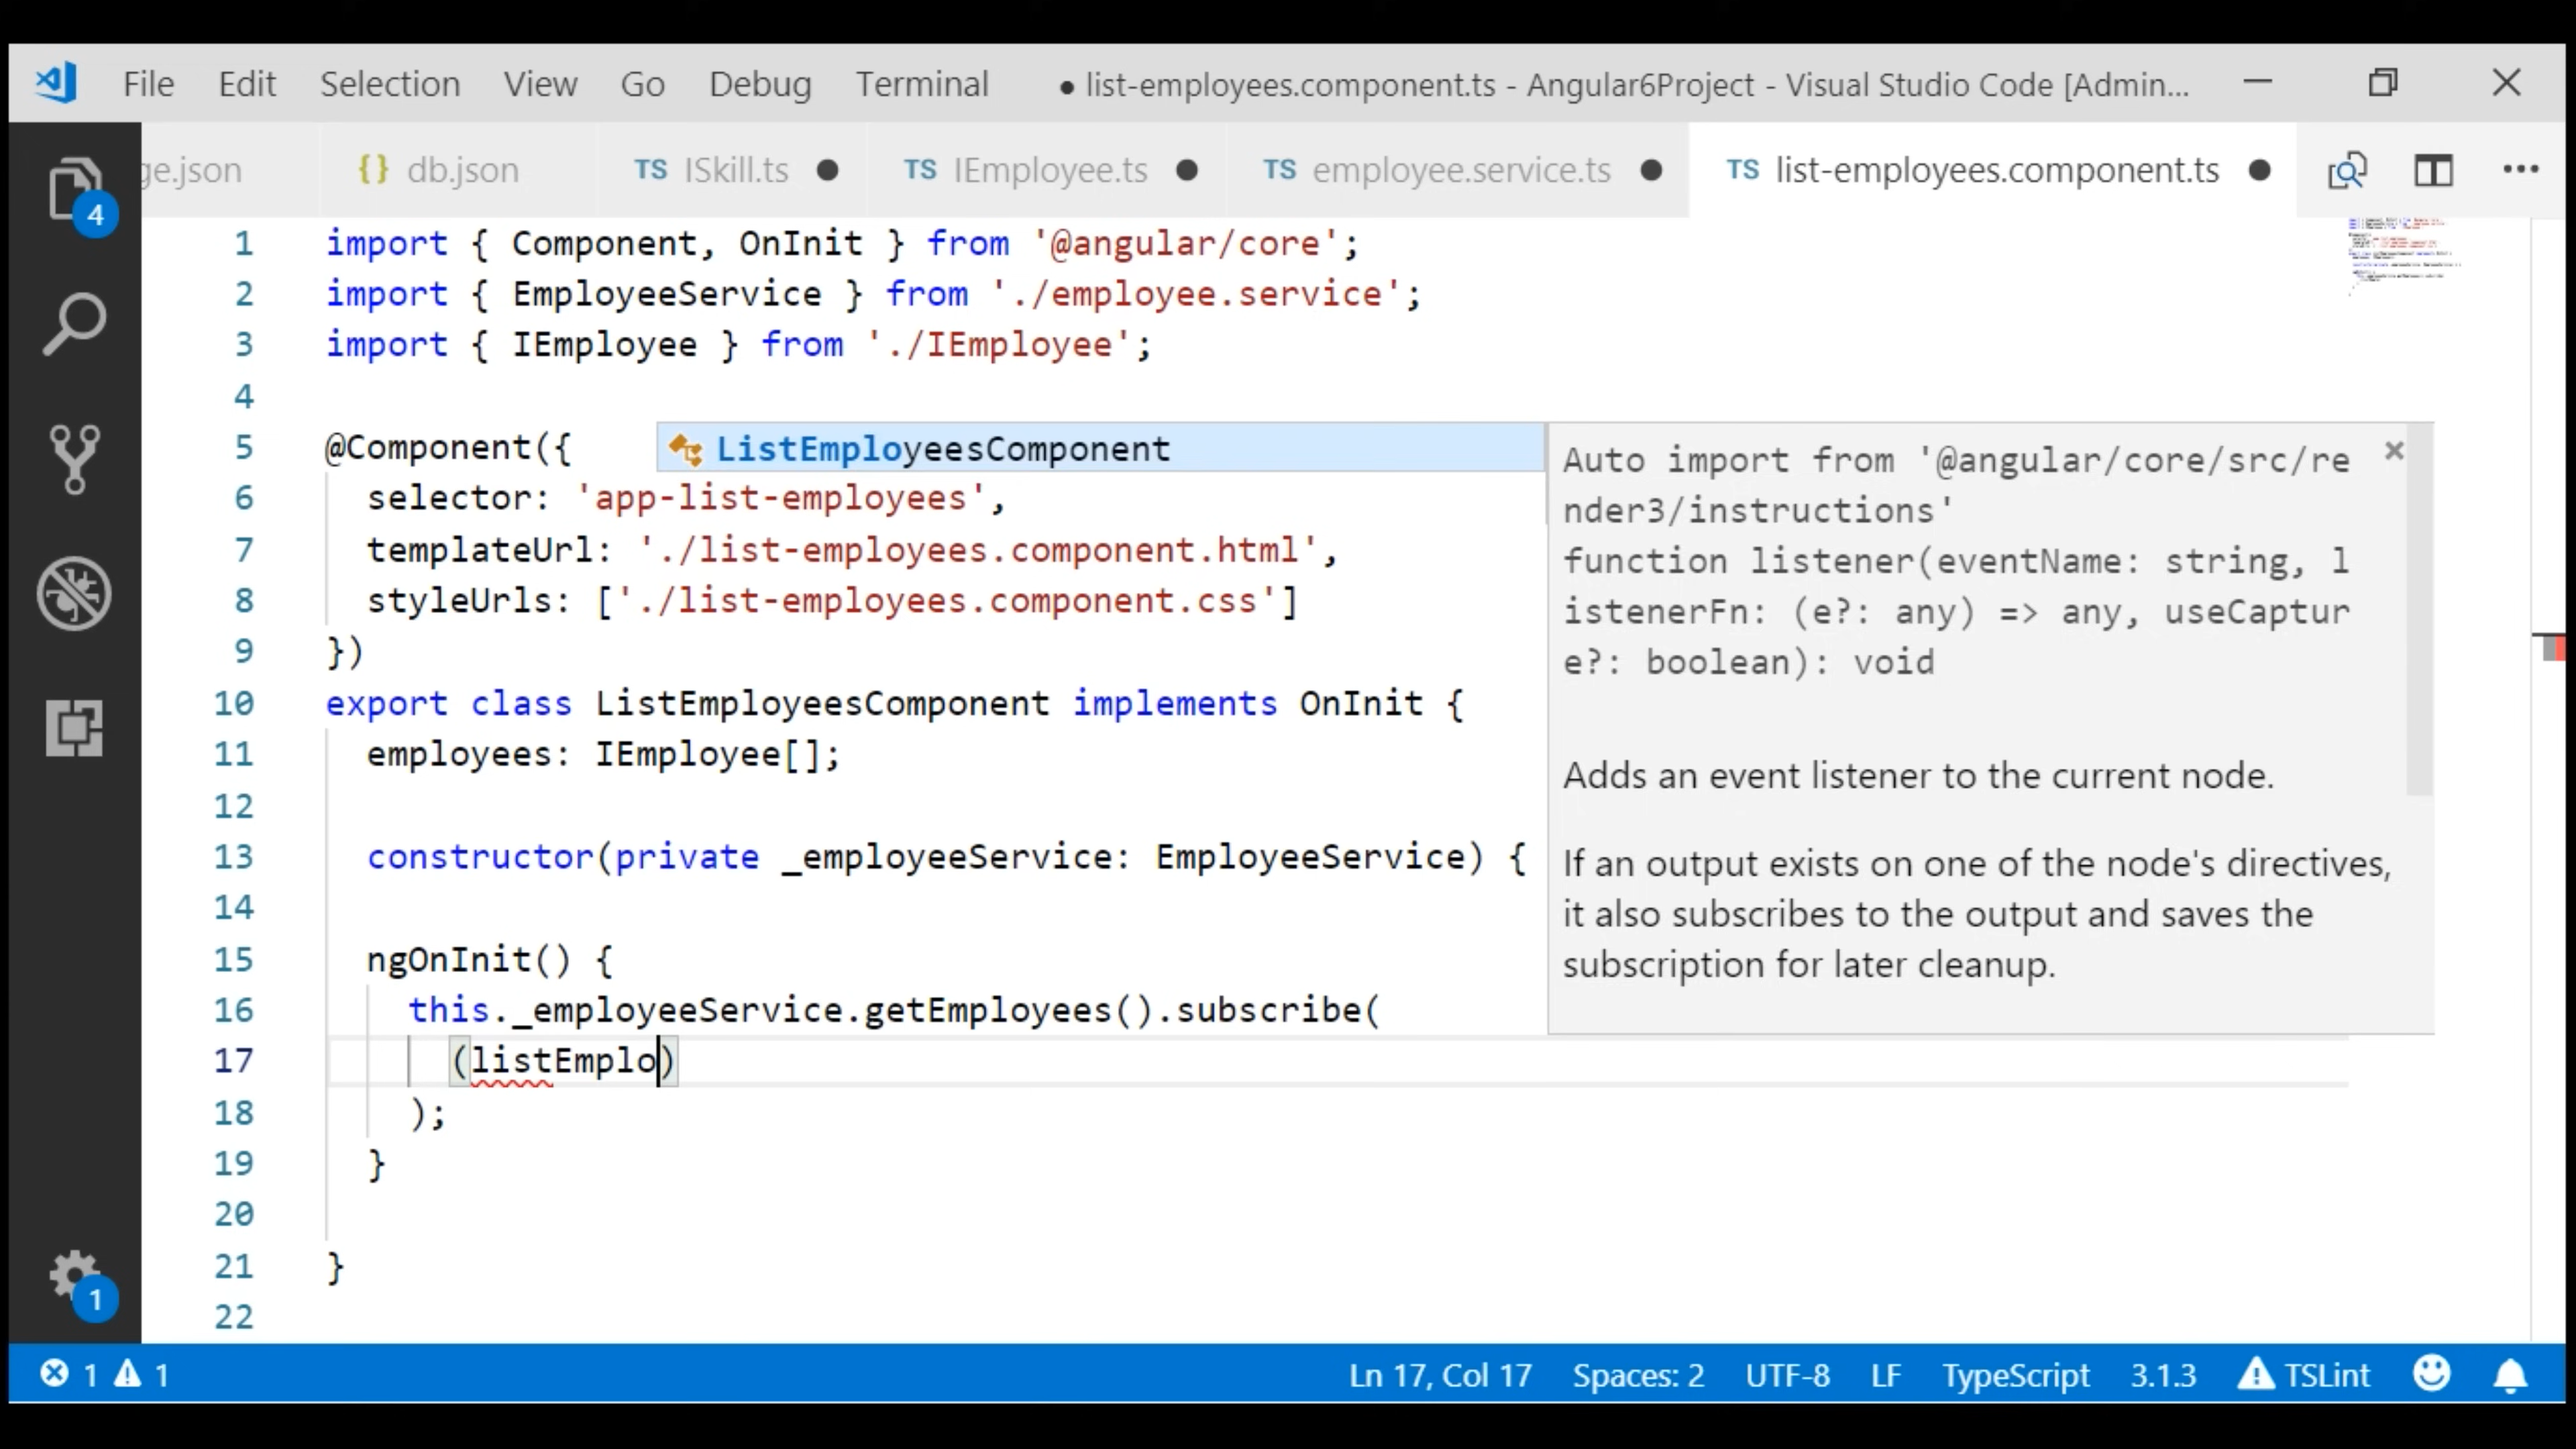 File Edit Selection View Go Debug Terminal ● list-employees.component.ts - Angular6Project - Visual Studio Code [Admin...
ge.json {} db.json TS ISkill.ts TS IEmployee.ts TS employee.service.ts TS list-employees.component.ts
4
1 import { Component, OnInit } from '@angular/core';
2 import { EmployeeService } from './employee.service';
3 import { IEmployee } from './IEmployee';
4
5 @Component({
ListEmployeesComponent
6 selector: 'app-list-employees',
7 templateUrl: './list-employees.component.html',
8 styleUrls: ['./list-employees.component.css']
9 })
10 export class ListEmployeesComponent implements OnInit {
11 employees: IEmployee[];
12
13 constructor(private _employeeService: EmployeeService) {
14
15 ngOnInit() {
16 this._employeeService.getEmployees().subscribe(
17 (listEmplo)
18 );
19 }
20
21 }
22
Auto import from '@angular/core/src/re
nder3/instructions'
function listener(eventName: string, l
istenerFn: (e?: any) => any, useCaptur
e?: boolean): void
Adds an event listener to the current node.
If an output exists on one of the node's directives,
it also subscribes to the output and saves the
subscription for later cleanup.
1
1 1 Ln 17, Col 17 Spaces: 2 UTF-8 LF TypeScript 3.1.3 TSLint